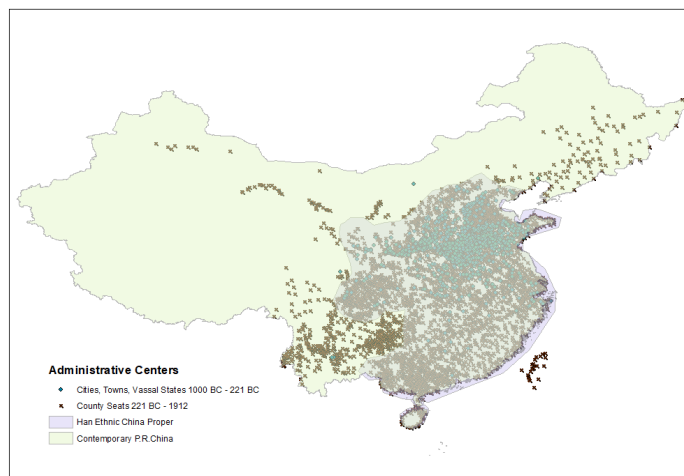 Administrative Centers
Cities, Towns, Vassal States 1000 BC - 221 BC
County Seats 221 BC - 1912
Han Ethnic China Proper
Contemporary P.R.China